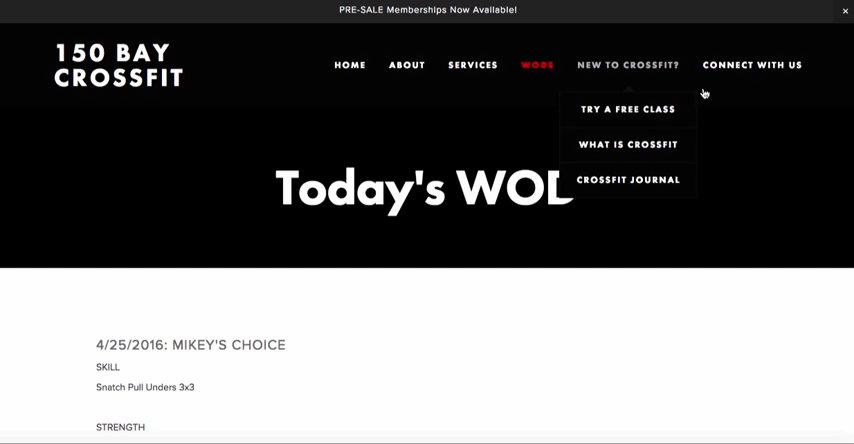 PRE-SALE Memberships Now Available!
×
150 BAY
CROSSFIT
HOME ABOUT SERVICES WODS NEW TO CROSSFIT? CONNECT WITH US
TRY A FREE CLASS
WHAT IS CROSSFIT
CROSSFIT JOURNAL
Today's WOD
4/25/2016: MIKEY'S CHOICE
SKILL
Snatch Pull Unders 3x3
STRENGTH